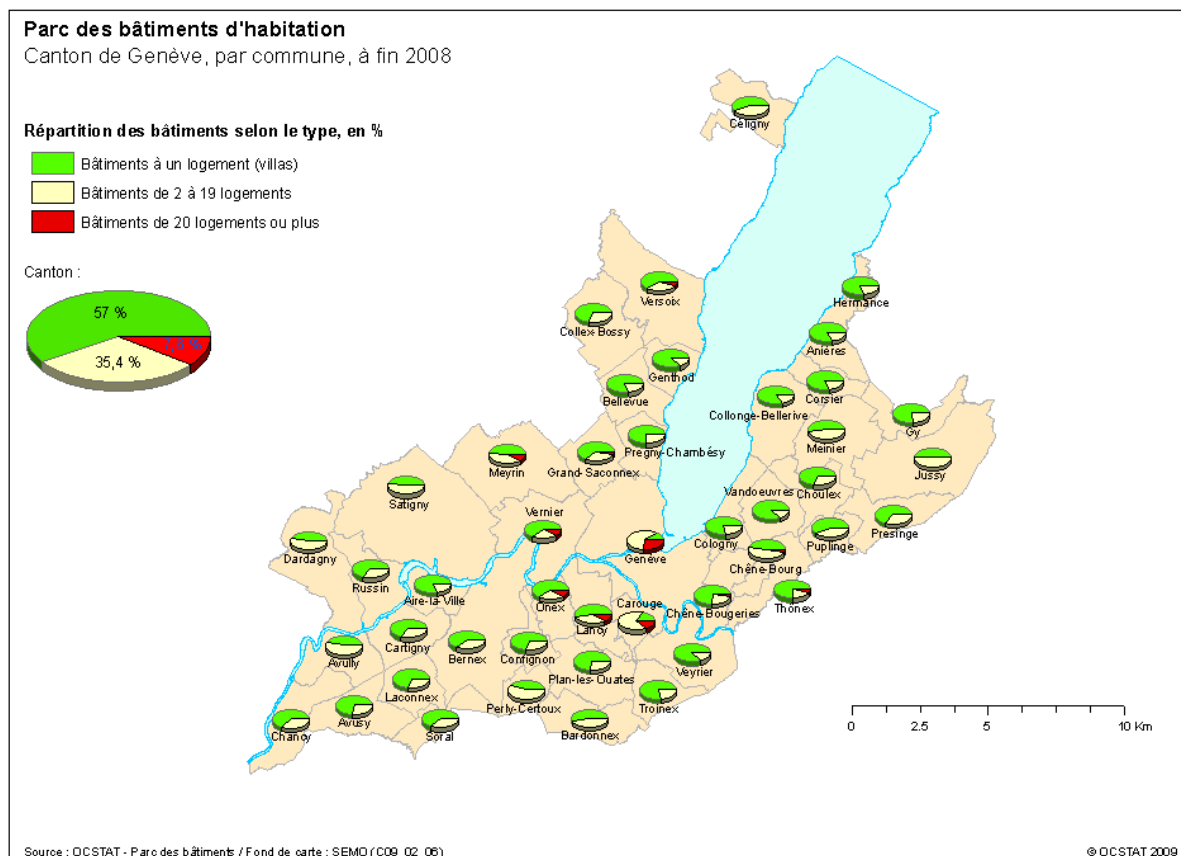 Parc des bâtiments d'habitation
Canton de Genève, par commune, à fin 2008
Répartition des bâtiments selon le type, en %
Bâtiments à un logement (villas)
Bâtiments de 2 à 19 logements
Bâtiments de 20 logements ou plus
Canton :
57 %
7,6 %
35,4 %
Céligny
Versoix
Hermance
Collex-Bossy
Anières
Genthod
Bellevue
Corsier
Collonge-Bellerive
Gy
Pregny-Chambésy
Meinier
Meyrin
Grand-Saconnex
Jussy
Satigny
Vandoeuvres
Choulex
Vernier
Presinge
Cologny
Puplinge
Dardagny
Genève
Chêne-Bourg
Russin
Aire-la-Ville
Onex
Carouge
Chêne-Bougeries
Thônex
Lancy
Cartigny
Bernex
Confignon
Avully
Veyrier
Plan-les-Ouates
Laconnex
Perly-Certoux
Troinex
Avusy
Chancy
Soral
Bardonnex
0 2.5 5 10 Km
Source : OCSTAT - Parc des bâtiments / Fond de carte : SEMO (C09_02_06)
© OCSTAT 2009